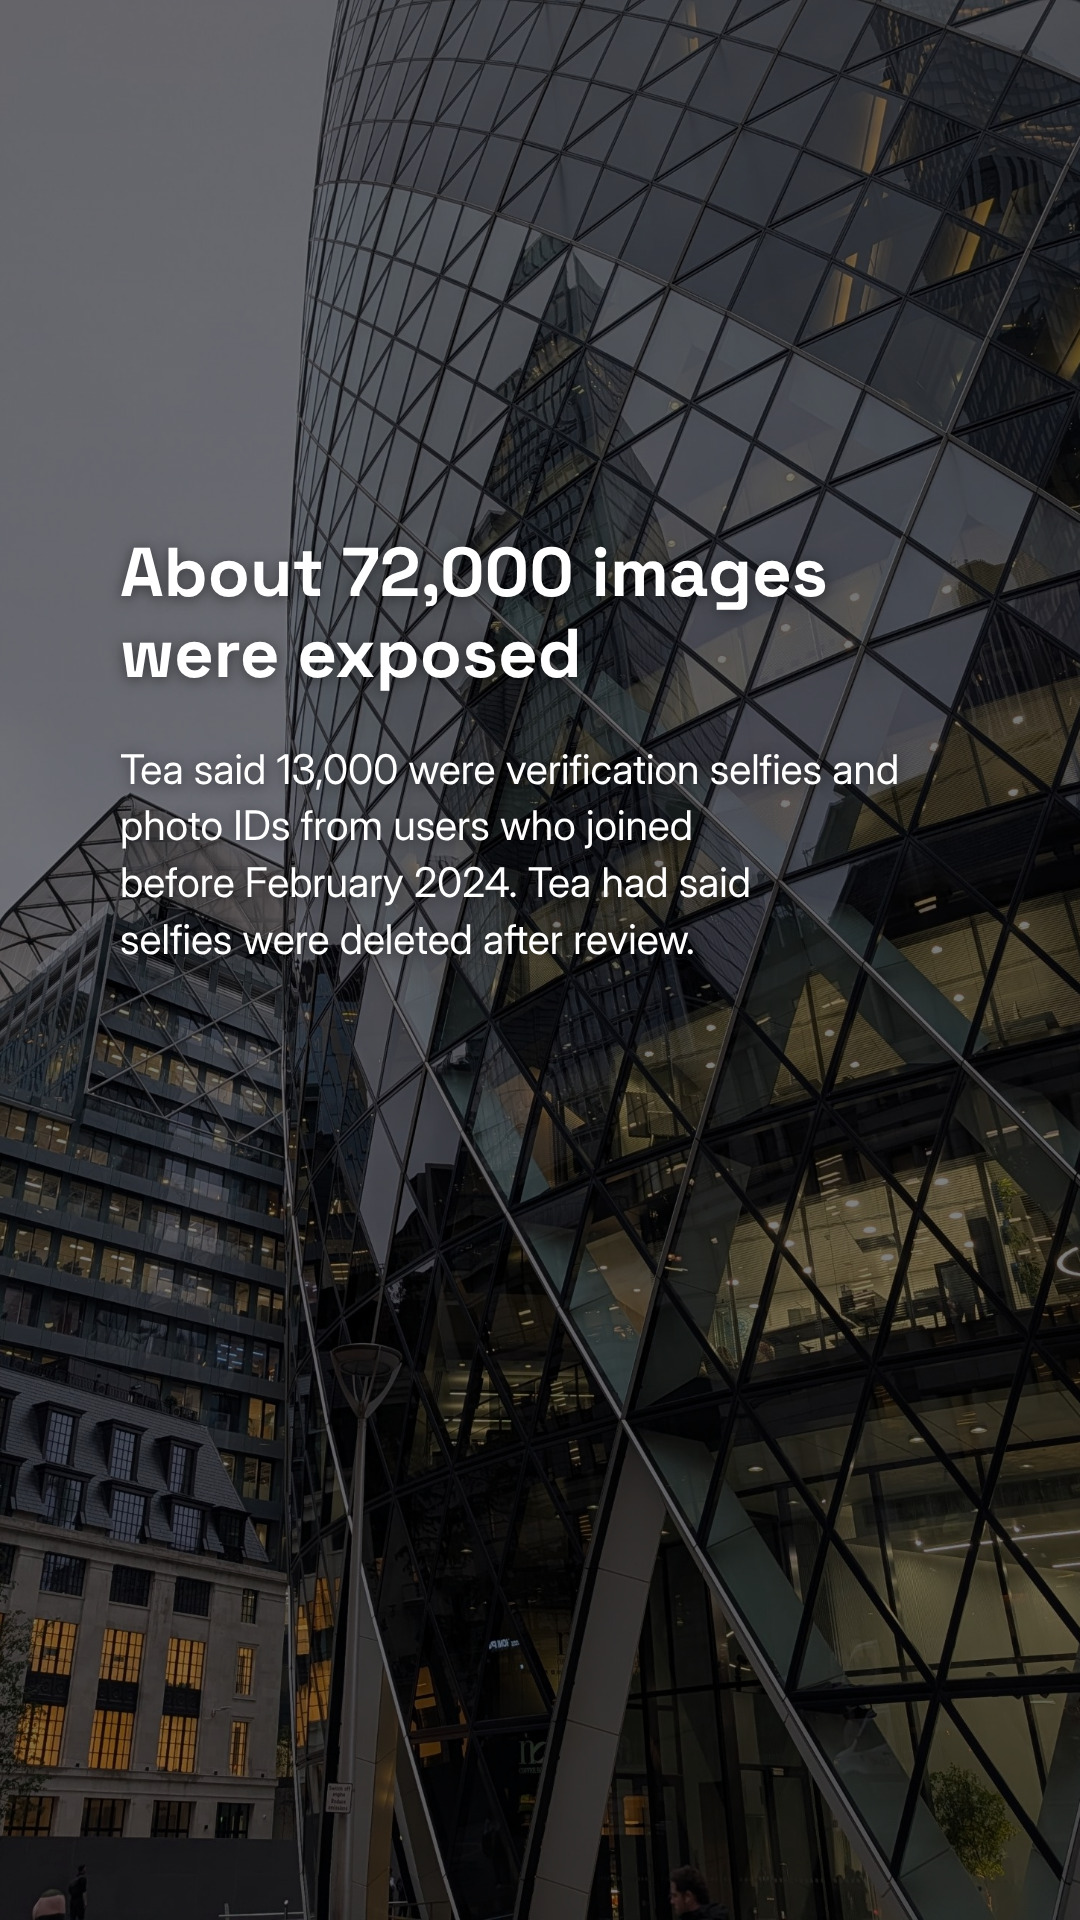 About 72,000 images
were exposed
Tea said 13,000 were verification selfies and
photo IDs from users who joined
before February 2024. Tea had said
selfies were deleted after review.